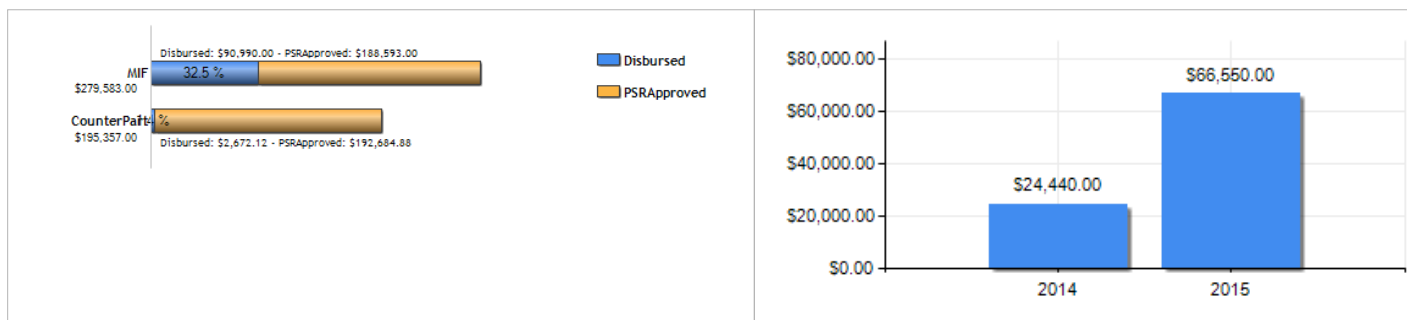 Disbursed: $90,990.00 - PSRApproved: $188,593.00
MIF
32.5 %
$279,583.00
CounterPart
%
$195,357.00
Disbursed: $2,672.12 - PSRApproved: $192,684.88
Disbursed
PSRApproved
$80,000.00
$60,000.00
$40,000.00
$20,000.00
$0.00
$24,440.00
$66,550.00
2014
2015